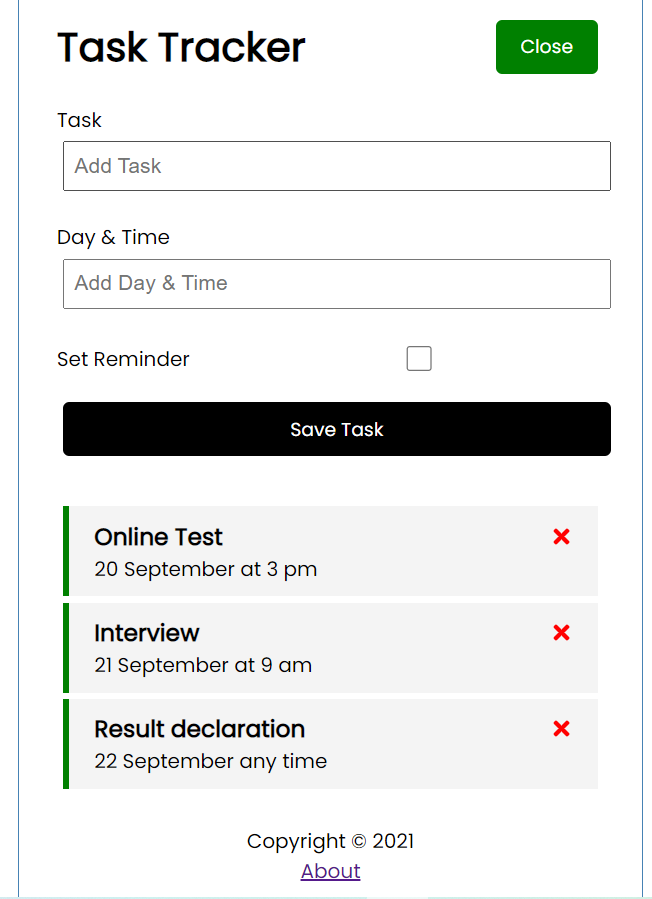 Task Tracker
Close
Task
Add Task
Day & Time
Add Day & Time
Set Reminder
Save Task
Online Test
20 September at 3 pm
Interview
21 September at 9 am
Result declaration
22 September any time
Copyright © 2021
About